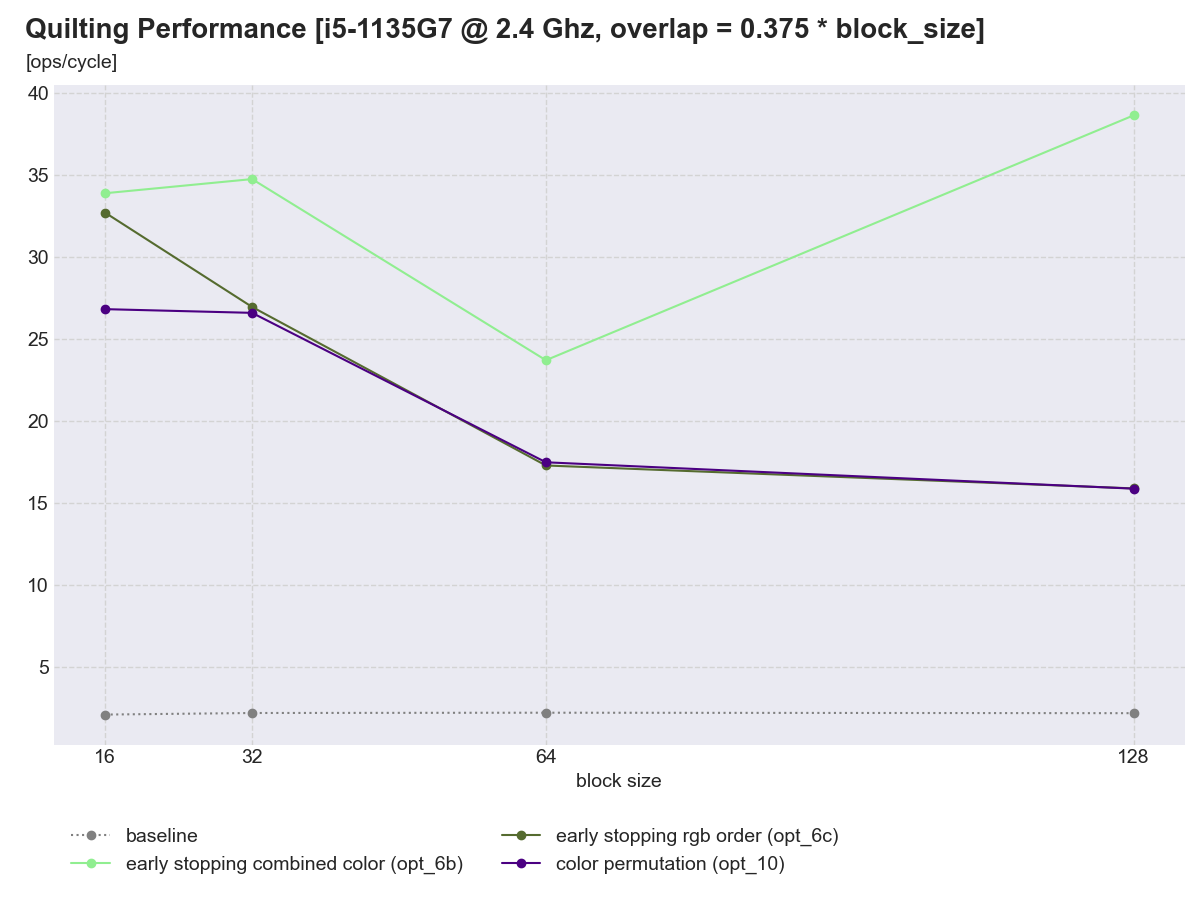 Quilting Performance [i5-1135G7 @ 2.4 Ghz, overlap = 0.375 * block_size]
[ops/cycle]
40
35
30
25
20
15
10
5
16 32 64 128
block size
baseline
early stopping combined color (opt_6b)
early stopping rgb order (opt_6c)
color permutation (opt_10)